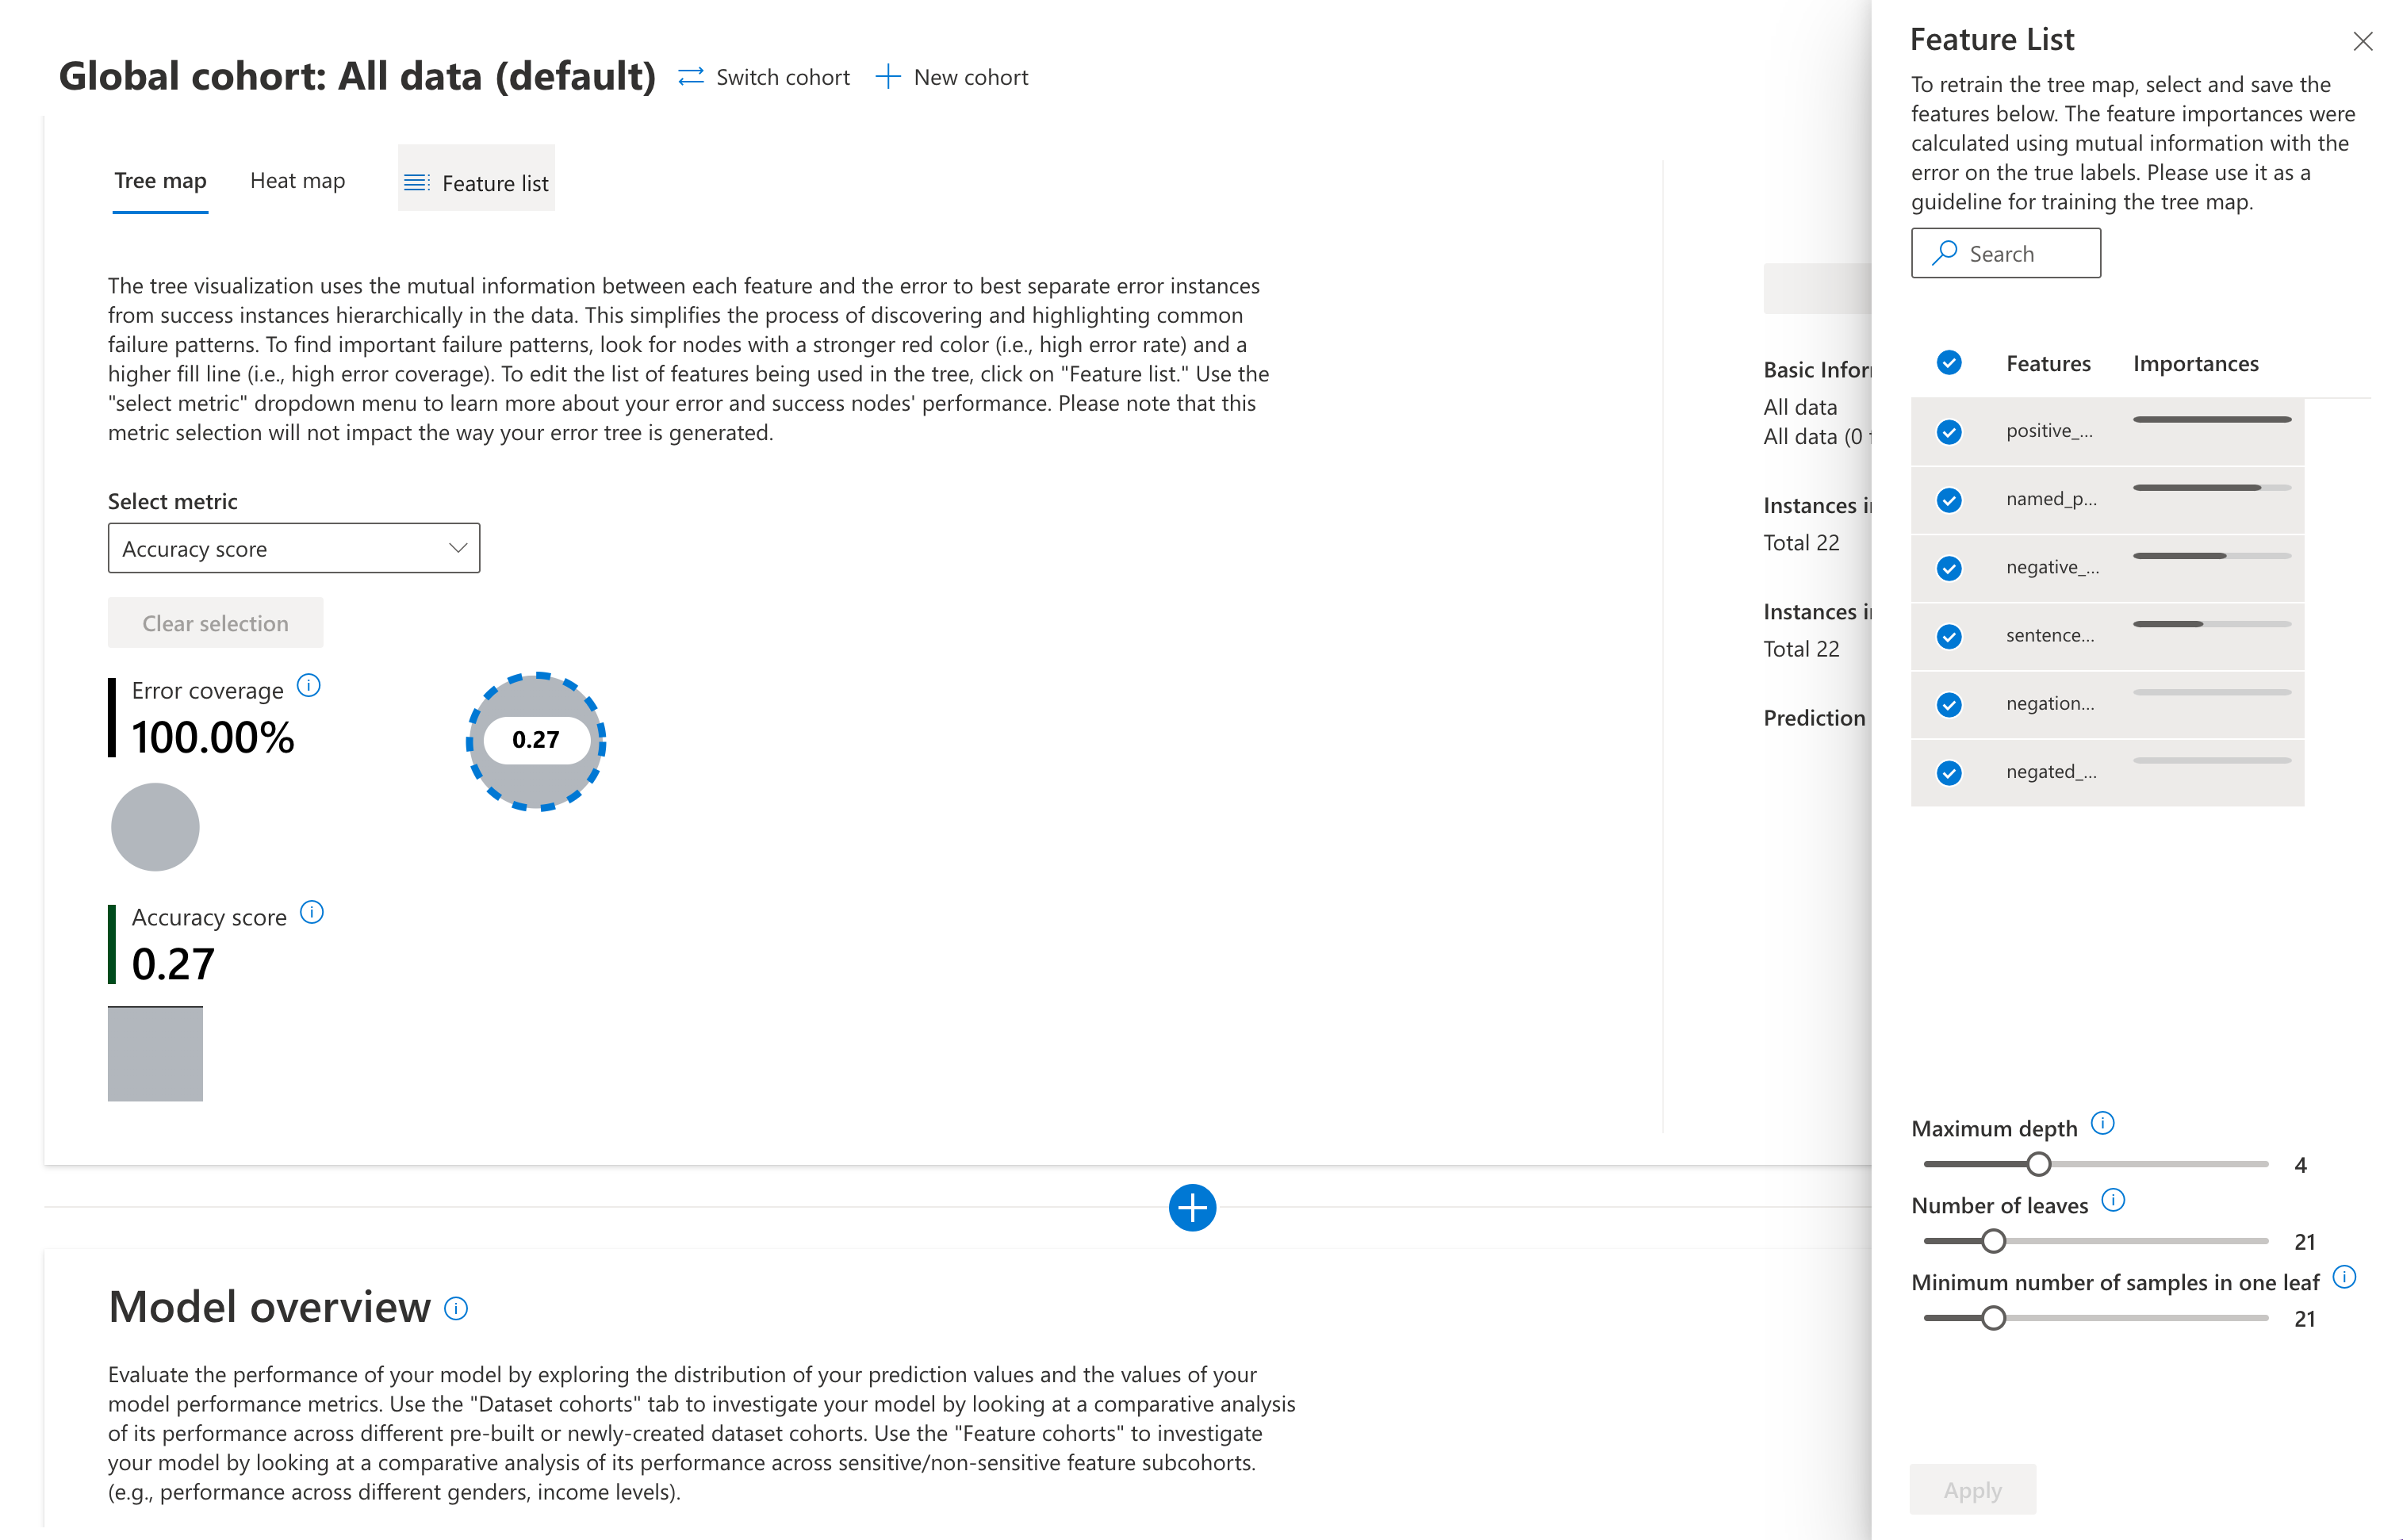 Global cohort: All data (default)
Switch cohort
New cohort
Tree map
Heat map
Feature list
The tree visualization uses the mutual information between each feature and the error to best separate error instances
from success instances hierarchically in the data. This simplifies the process of discovering and highlighting common
failure patterns. To find important failure patterns, look for nodes with a stronger red color (i.e., high error rate) and a
higher fill line (i.e., high error coverage). To edit the list of features being used in the tree, click on "Feature list." Use the
"select metric" dropdown menu to learn more about your error and success nodes' performance. Please note that this
metric selection will not impact the way your error tree is generated.
Select metric
Accuracy score
Clear selection
Error coverage
100.00%
0.27
Accuracy score
0.27
Basic Infor
All data
All data (0
Instances i
Total 22
Instances i
Total 22
Prediction
Model overview
Evaluate the performance of your model by exploring the distribution of your prediction values and the values of your
model performance metrics. Use the "Dataset cohorts" tab to investigate your model by looking at a comparative analysis
of its performance across different pre-built or newly-created dataset cohorts. Use the "Feature cohorts" to investigate
your model by looking at a comparative analysis of its performance across sensitive/non-sensitive feature subcohorts.
(e.g., performance across different genders, income levels).
Feature List
To retrain the tree map, select and save the
features below. The feature importances were
calculated using mutual information with the
error on the true labels. Please use it as a
guideline for training the tree map.
Search
Features Importances
positive_...
named_p...
negative_...
sentence...
negation...
negated_...
Maximum depth
4
Number of leaves
21
Minimum number of samples in one leaf
21
Apply